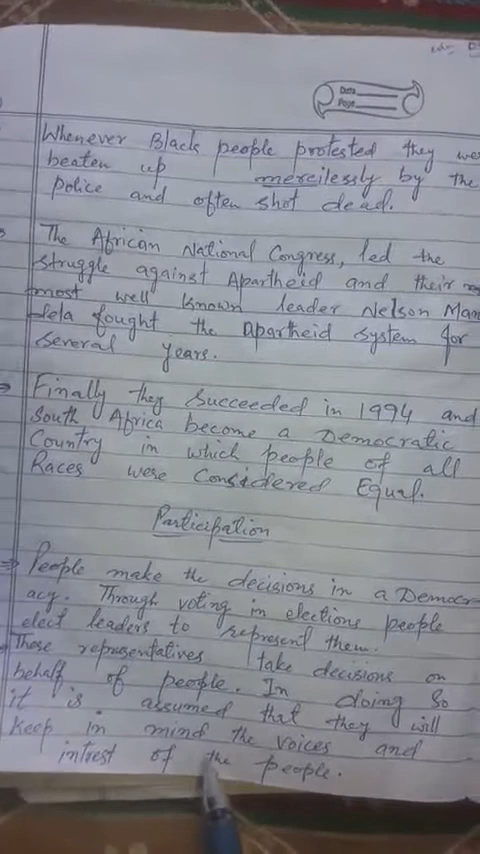 Date
Page
Whenever Black people protested they we
beaten up mercilessly by the
police and often shot dead.
The African National Congress, led the
struggle against Apartheid and their
most well known leader Nelson Man
dela fought the apartheid system for
several years.
Finally they succeeded in 1994 and
South Africa become a Democratic
Country in which people of all
Races were Considered Equal.
Participation
People make the decisions in a Democr-
acy. Through voting in elections people
elect leaders to represent them.
These representatives take decisions on
behalf of people. In doing so
it is assumed that they will
keep in mind the voices and
intrest of the people.